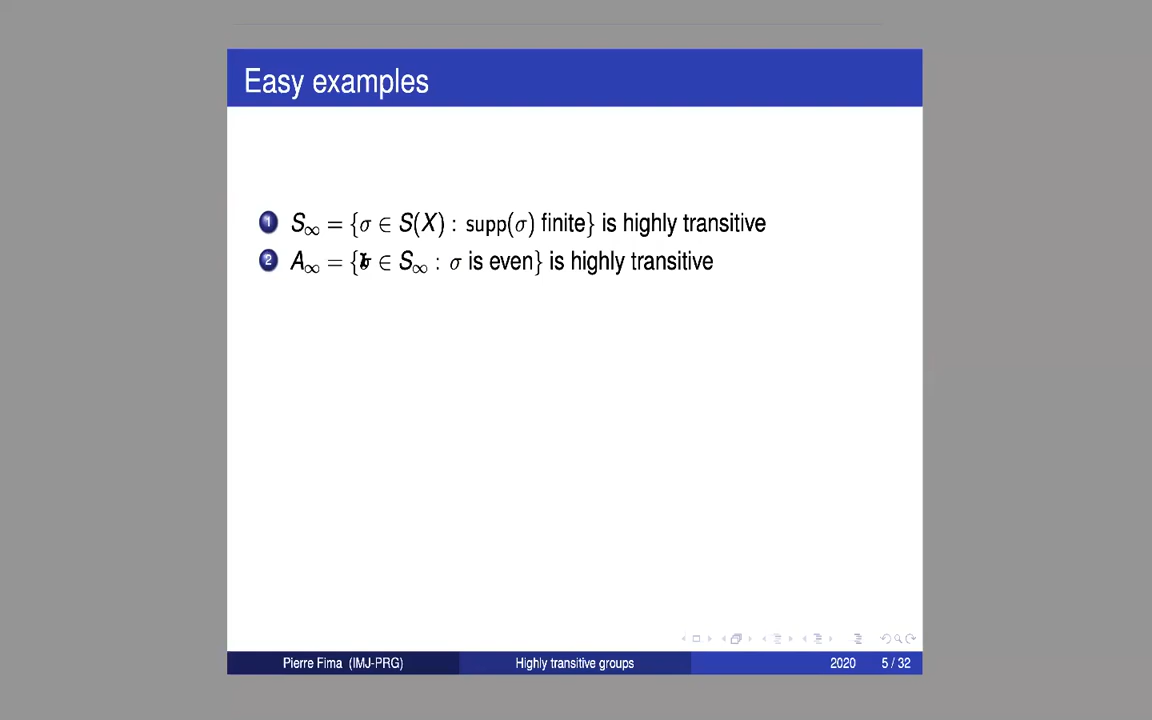 Easy examples
1 S∞ = {σ ∈ S(X) : supp(σ) finite} is highly transitive
2 A∞ = {σ ∈ S∞ : σ is even} is highly transitive
Pierre Fima (IMJ-PRG) Highly transitive groups 2020 5 / 32